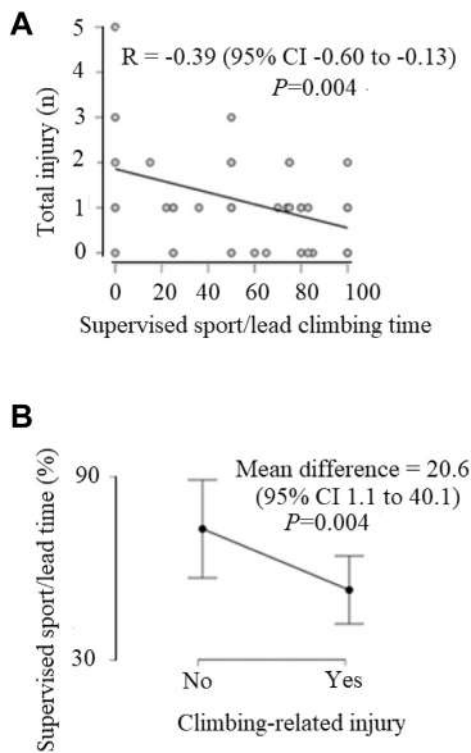 A
Total injury (n)
5
4
3
2
1
0
R = -0.39 (95% CI -0.60 to -0.13)
P=0.004
0 20 40 60 80 100
Supervised sport/lead climbing time
B
Supervised sport/lead time (%)
90
30
Mean difference = 20.6
(95% CI 1.1 to 40.1)
P=0.004
No Yes
Climbing-related injury